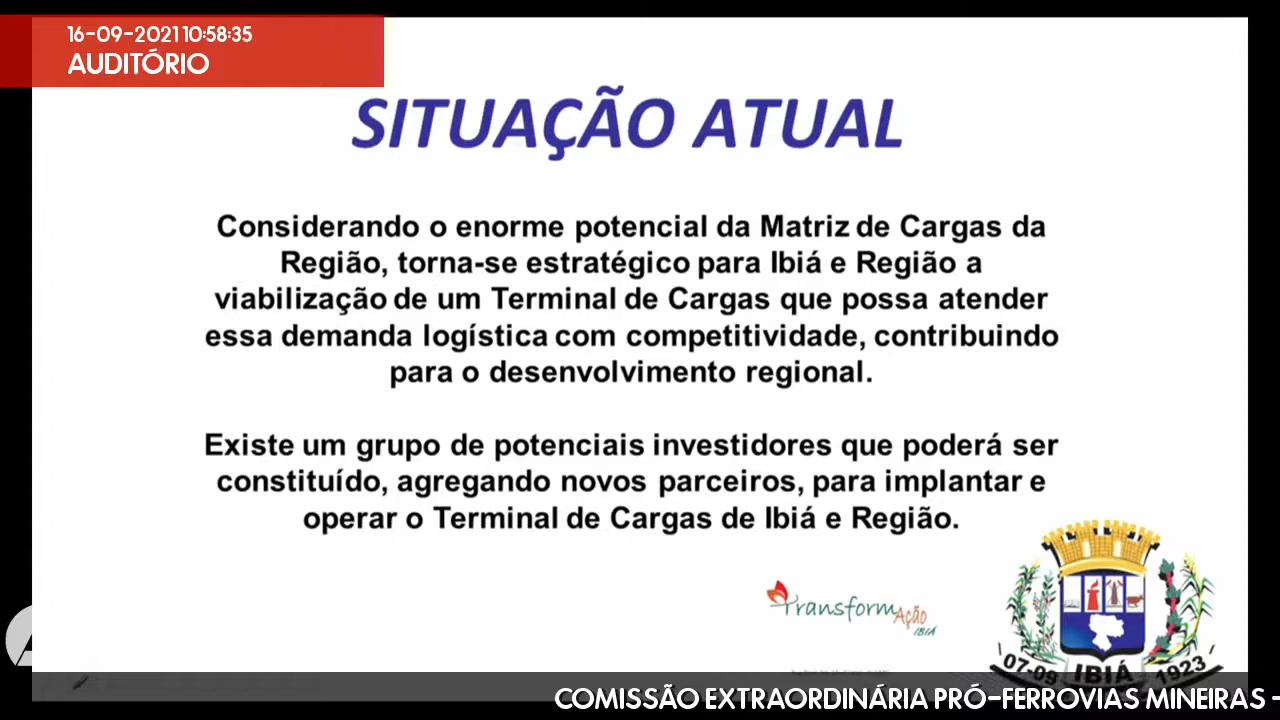 16-09-2021 10:58:35
AUDITÓRIO
SITUAÇÃO ATUAL
Considerando o enorme potencial da Matriz de Cargas da
Região, torna-se estratégico para Ibiá e Região a
viabilização de um Terminal de Cargas que possa atender
essa demanda logística com competitividade, contribuindo
para o desenvolvimento regional.
Existe um grupo de potenciais investidores que poderá ser
constituído, agregando novos parceiros, para implantar e
operar o Terminal de Cargas de Ibiá e Região.
TransformAção
IBIÁ
07-09 IBIÁ 1923
COMISSÃO EXTRAORDINÁRIA PRÓ-FERROVIAS MINEIRAS -